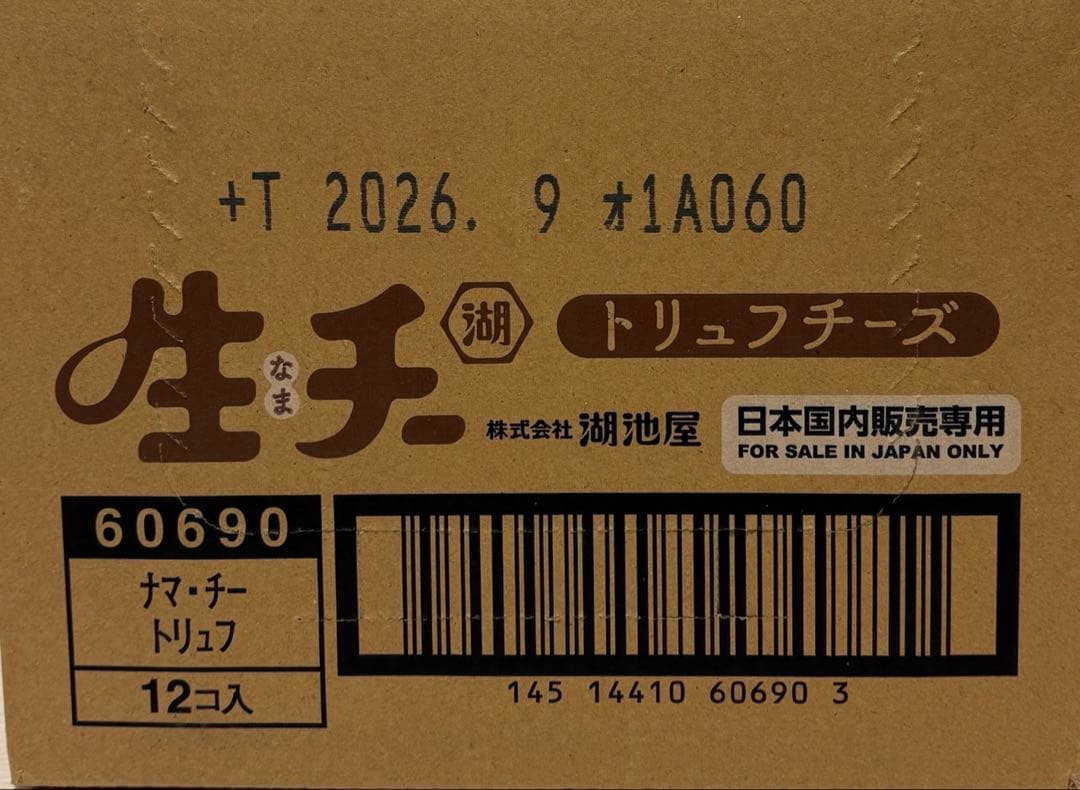 +T 2026. 9 オ1A060
生チー
なま
湖
トリュフチーズ
株式会社 湖池屋
日本国内販売専用
FOR SALE IN JAPAN ONLY
60690
ナマ・チー
トリュフ
12コ入
145 14410 60690 3